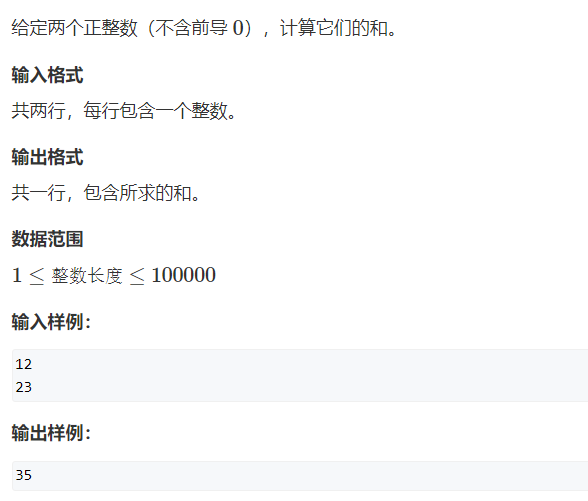 给定两个正整数（不含前导 0），计算它们的和。
输入格式
共两行，每行包含一个整数。
输出格式
共一行，包含所求的和。
数据范围
1 ≤ 整数长度 ≤ 100000
输入样例：
12
23
输出样例：
35